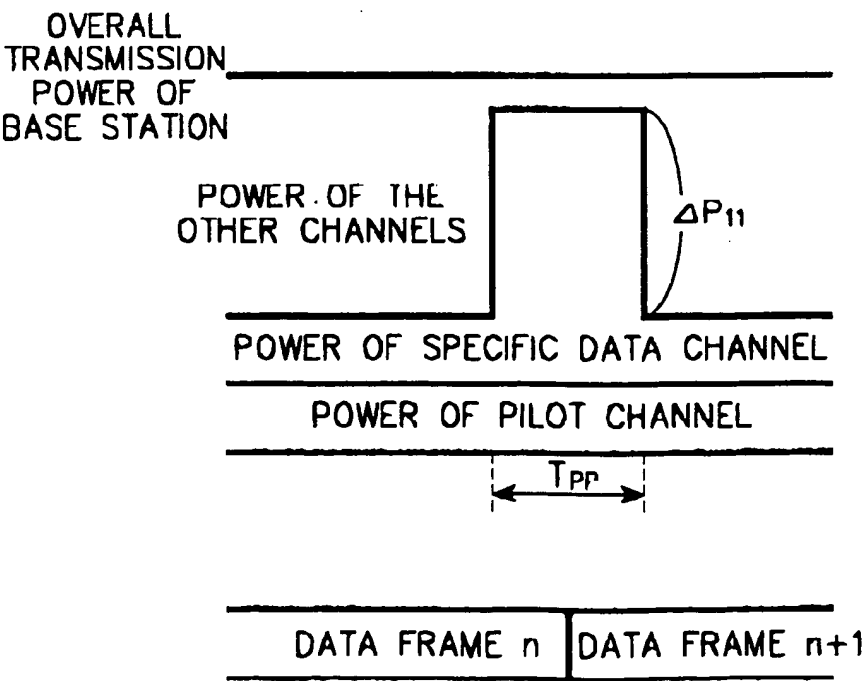 OVERALL
TRANSMISSION
POWER OF
BASE STATION
POWER OF THE
OTHER CHANNELS
ΔP11
POWER OF SPECIFIC DATA CHANNEL
POWER OF PILOT CHANNEL
TPP
DATA FRAME n
DATA FRAME n+1